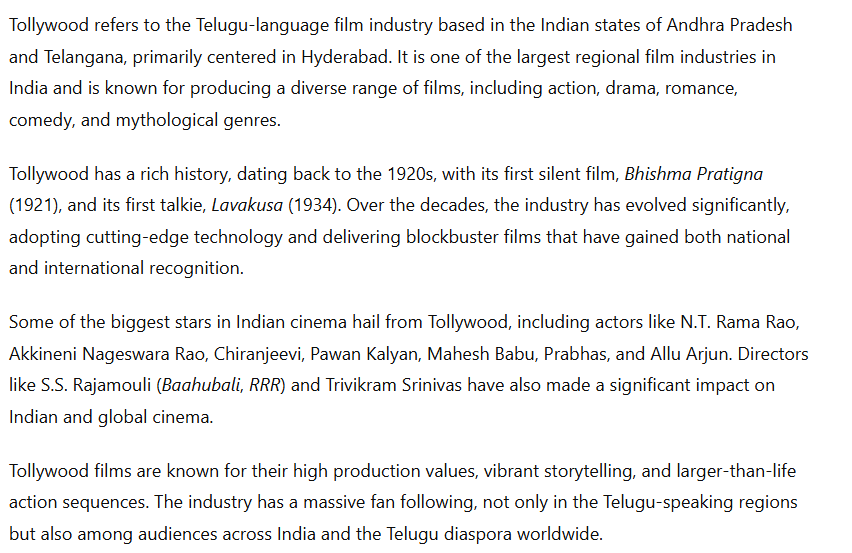 Tollywood refers to the Telugu-language film industry based in the Indian states of Andhra Pradesh
and Telangana, primarily centered in Hyderabad. It is one of the largest regional film industries in
India and is known for producing a diverse range of films, including action, drama, romance,
comedy, and mythological genres.
Tollywood has a rich history, dating back to the 1920s, with its first silent film, Bhishma Pratigna
(1921), and its first talkie, Lavakusa (1934). Over the decades, the industry has evolved significantly,
adopting cutting-edge technology and delivering blockbuster films that have gained both national
and international recognition.
Some of the biggest stars in Indian cinema hail from Tollywood, including actors like N.T. Rama Rao,
Akkineni Nageswara Rao, Chiranjeevi, Pawan Kalyan, Mahesh Babu, Prabhas, and Allu Arjun. Directors
like S.S. Rajamouli (Baahubali, RRR) and Trivikram Srinivas have also made a significant impact on
Indian and global cinema.
Tollywood films are known for their high production values, vibrant storytelling, and larger-than-life
action sequences. The industry has a massive fan following, not only in the Telugu-speaking regions
but also among audiences across India and the Telugu diaspora worldwide.